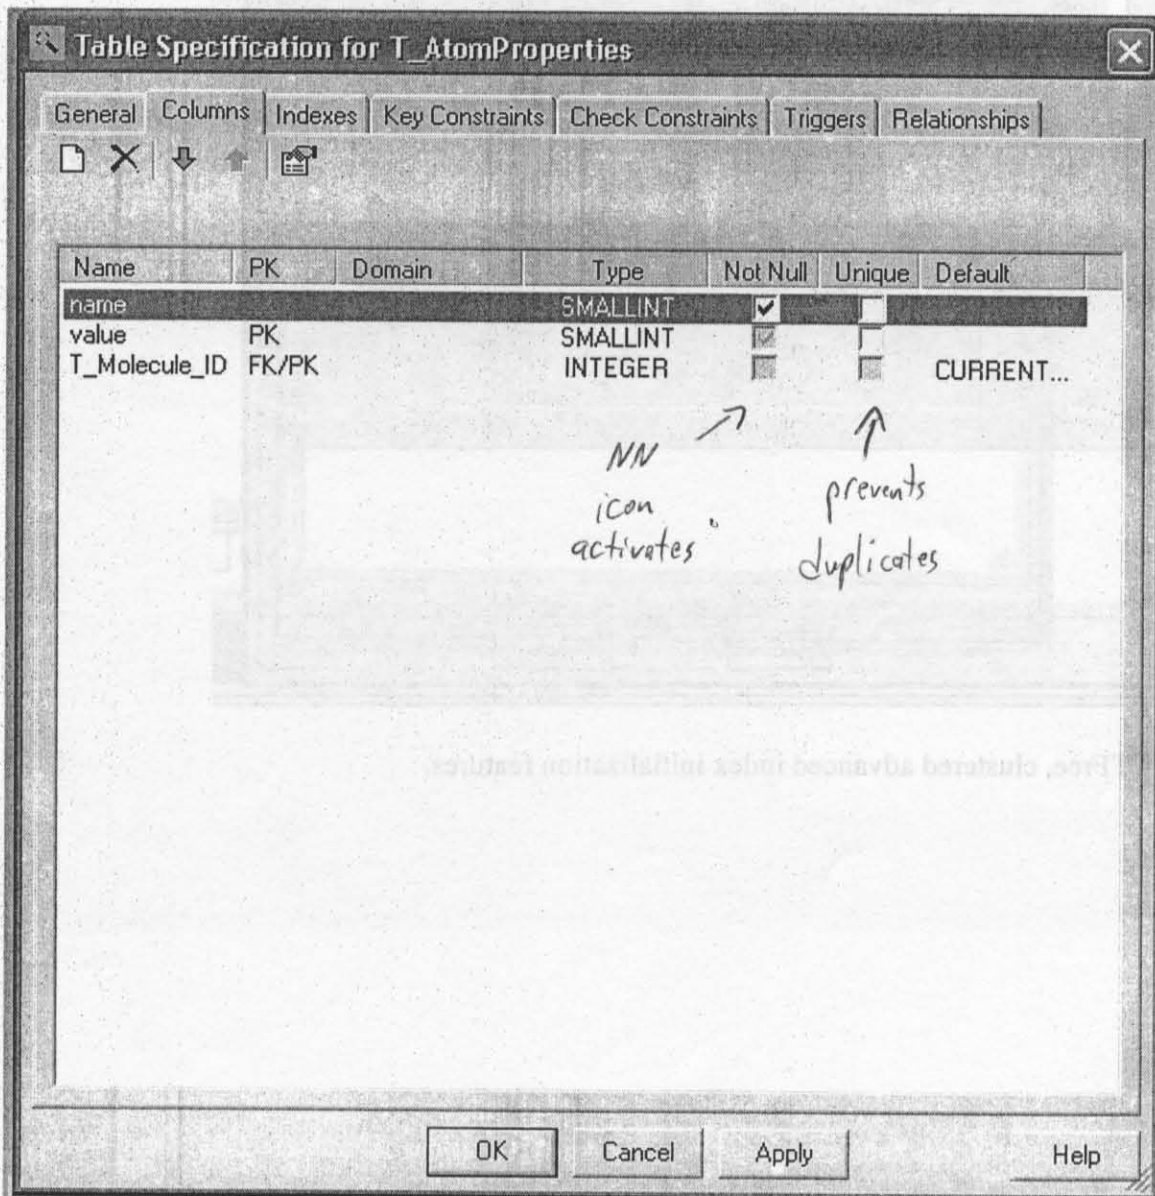 Table Specification for T_AtomProperties
General Columns Indexes Key Constraints Check Constraints Triggers Relationships
Name PK Domain Type Not Null Unique Default
name SMALLINT
value PK SMALLINT
T_Molecule_ID FK/PK INTEGER CURRENT...
NN
icon
activates
prevents
duplicates
Free, clustered advanced index initialization features.
OK Cancel Apply Help